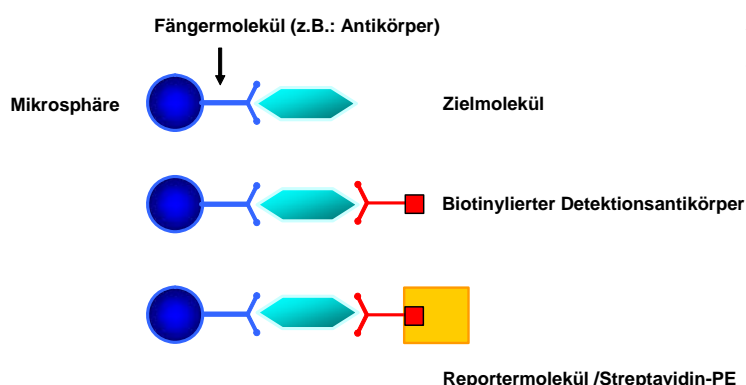 Fängermolekül (z.B.: Antikörper)
Mikrosphäre
Zielmolekül
Biotinylierter Detektionsantikörper
Reportermolekül /Streptavidin-PE